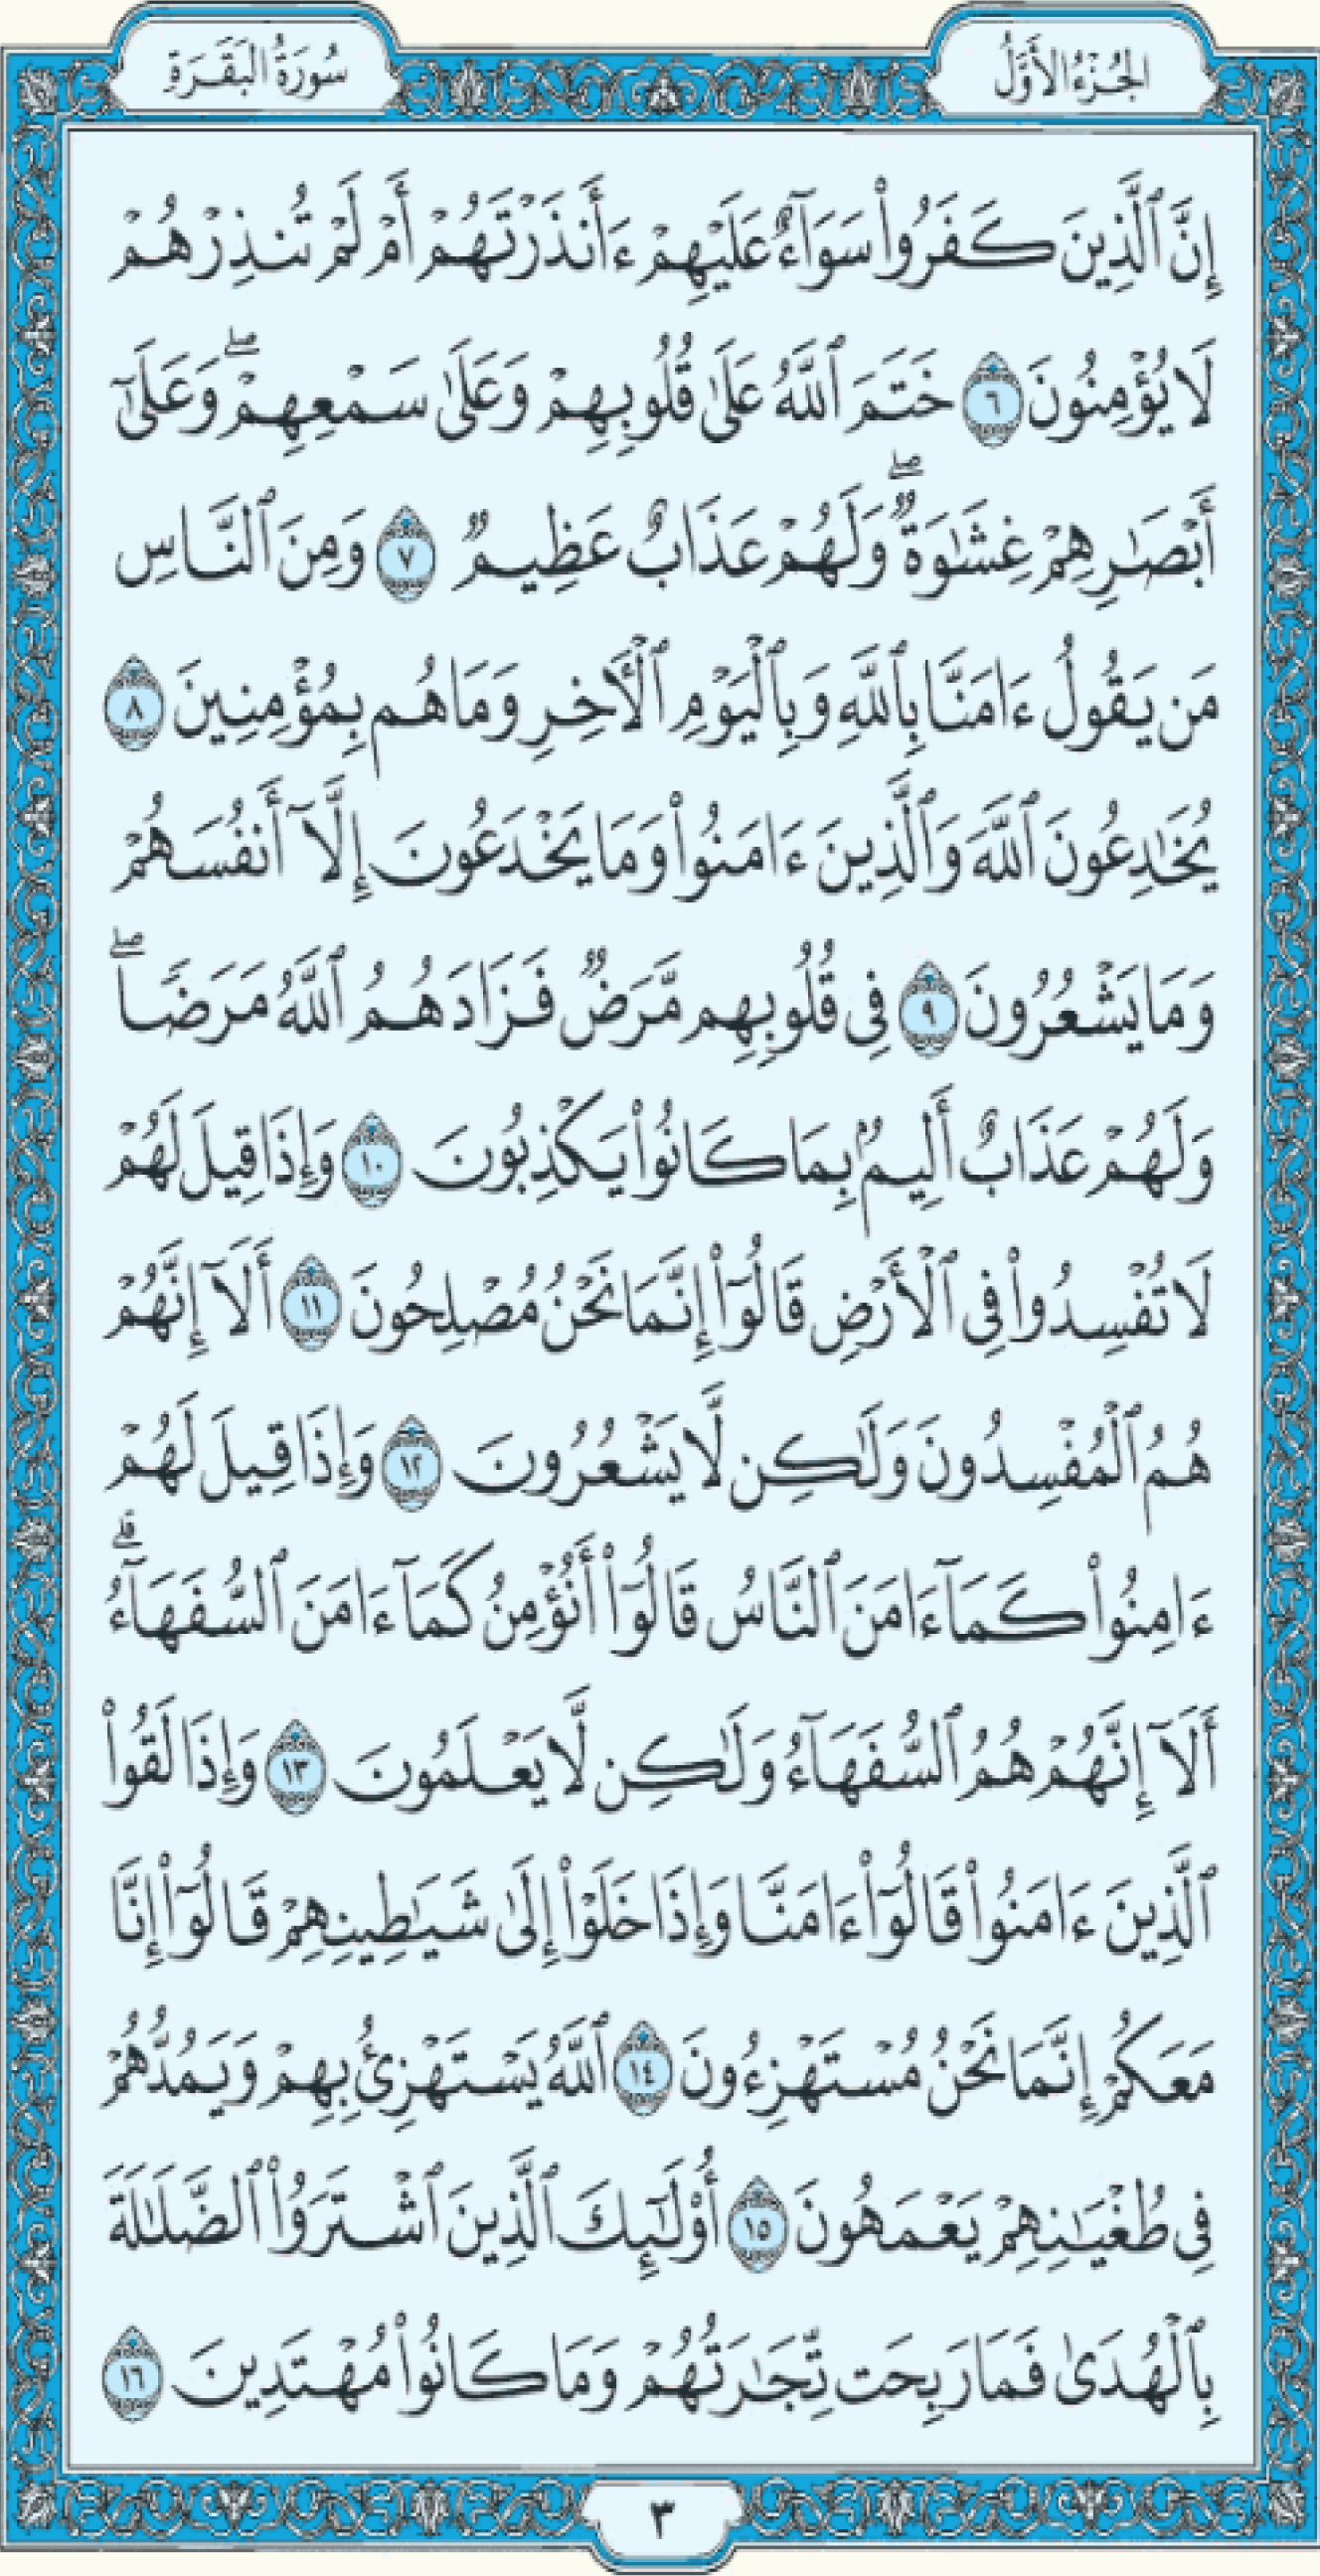 الجُزْءُ الأَوَّلُ
سُورَةُ البَقَرَةِ
إِنَّ ٱلَّذِينَ كَفَرُوا۟ سَوَآءٌ عَلَيْهِمْ ءَأَنذَرْتَهُمْ أَمْ لَمْ تُنذِرْهُمْ
لَا يُؤْمِنُونَ ٦ خَتَمَ ٱللَّهُ عَلَىٰ قُلُوبِهِمْ وَعَلَىٰ سَمْعِهِمْ ۖ وَعَلَىٰٓ
أَبْصَـٰرِهِمْ غِشَـٰوَةٌ ۖ وَلَهُمْ عَذَابٌ عَظِيمٌ ٧ وَمِنَ ٱلنَّاسِ
مَن يَقُولُ ءَامَنَّا بِٱللَّهِ وَبِٱلْيَوْمِ ٱلْـَٔاخِرِ وَمَا هُم بِمُؤْمِنِينَ ٨
يُخَـٰدِعُونَ ٱللَّهَ وَٱلَّذِينَ ءَامَنُوا۟ وَمَا يَخْدَعُونَ إِلَّآ أَنفُسَهُمْ
وَمَا يَشْعُرُونَ ٩ فِى قُلُوبِهِم مَّرَضٌ فَزَادَهُمُ ٱللَّهُ مَرَضًا ۖ
وَلَهُمْ عَذَابٌ أَلِيمٌۢ بِمَا كَانُوا۟ يَكْذِبُونَ ١٠ وَإِذَا قِيلَ لَهُمْ
لَا تُفْسِدُوا۟ فِى ٱلْأَرْضِ قَالُوٓا۟ إِنَّمَا نَحْنُ مُصْلِحُونَ ١١ أَلَآ إِنَّهُمْ
هُمُ ٱلْمُفْسِدُونَ وَلَـٰكِن لَّا يَشْعُرُونَ ١٢ وَإِذَا قِيلَ لَهُمْ
ءَامِنُوا۟ كَمَآ ءَامَنَ ٱلنَّاسُ قَالُوٓا۟ أَنُؤْمِنُ كَمَآ ءَامَنَ ٱلسُّفَهَآءُ ۗ
أَلَآ إِنَّهُمْ هُمُ ٱلسُّفَهَآءُ وَلَـٰكِن لَّا يَعْلَمُونَ ١٣ وَإِذَا لَقُوا۟
ٱلَّذِينَ ءَامَنُوا۟ قَالُوٓا۟ ءَامَنَّا وَإِذَا خَلَوْا۟ إِلَىٰ شَيَـٰطِينِهِمْ قَالُوٓا۟ إِنَّا
مَعَكُمْ إِنَّمَا نَحْنُ مُسْتَهْزِءُونَ ١٤ ٱللَّهُ يَسْتَهْزِئُ بِهِمْ وَيَمُدُّهُمْ
فِى طُغْيَـٰنِهِمْ يَعْمَهُونَ ١٥ أُو۟لَـٰٓئِكَ ٱلَّذِينَ ٱشْتَرَوُا۟ ٱلضَّلَـٰلَةَ
بِٱلْهُدَىٰ فَمَا رَبِحَت تِّجَـٰرَتُهُمْ وَمَا كَانُوا۟ مُهْتَدِينَ ١٦
٣